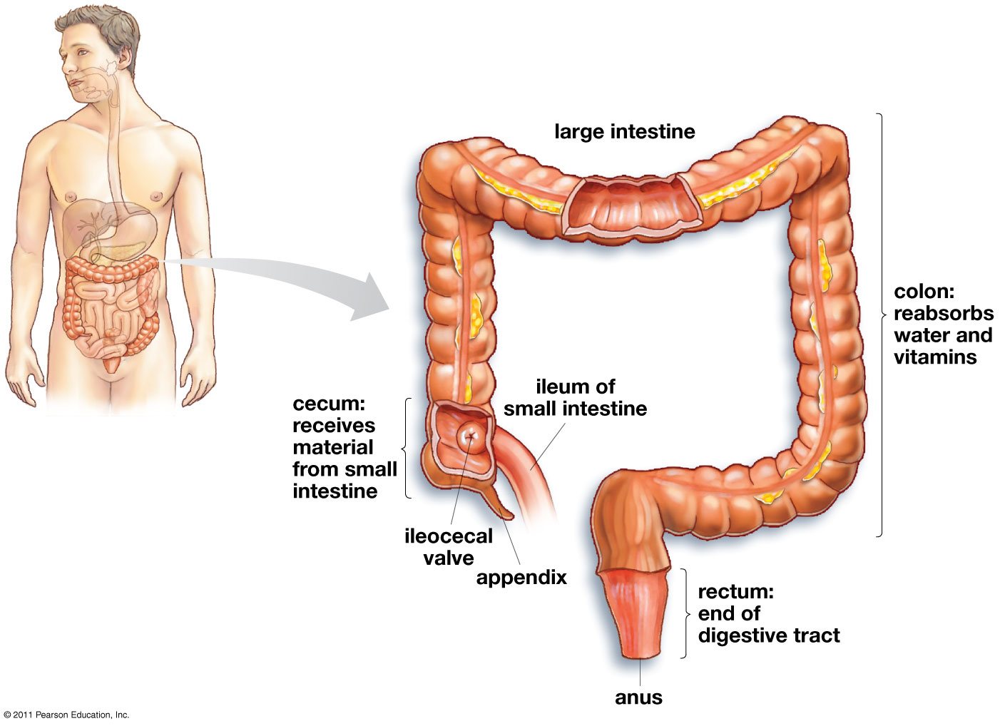 large intestine
colon:
reabsorbs
water and
vitamins
ileum of
small intestine
cecum:
receives
material
from small
intestine
ileocecal
valve
appendix
rectum:
end of
digestive tract
anus
© 2011 Pearson Education, Inc.